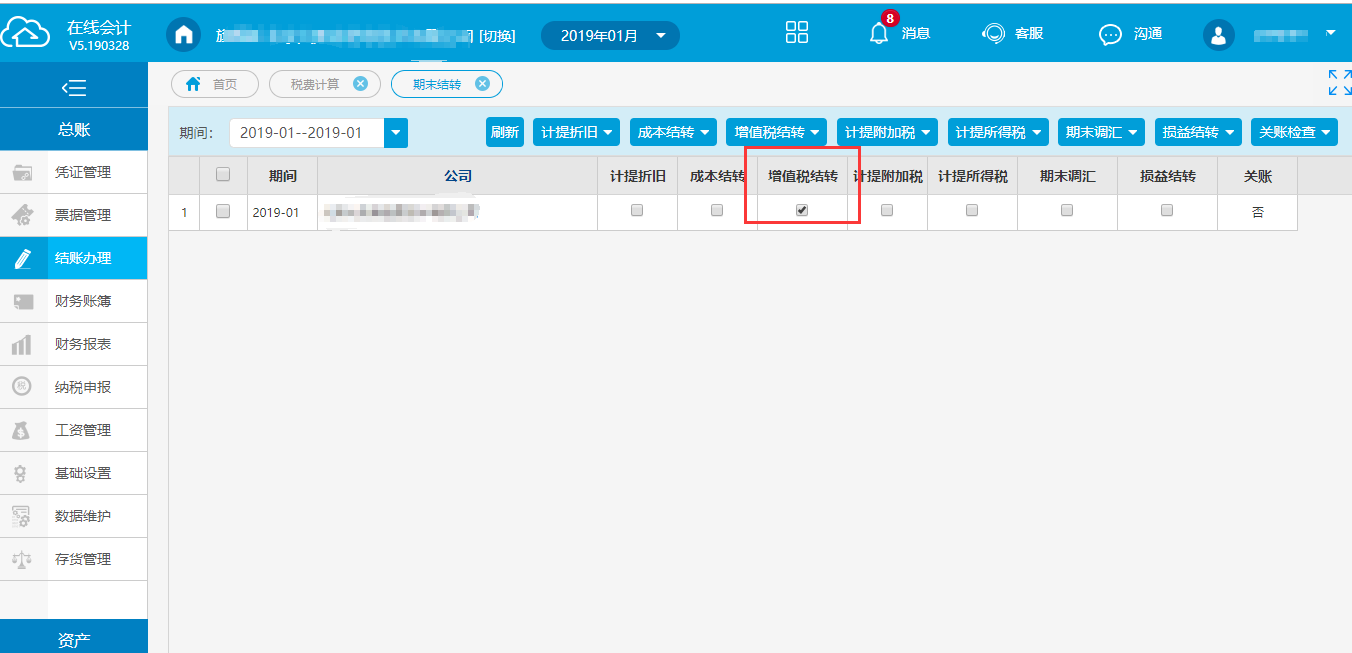 在线会计
V5.190328
[切换]
2019年01月
8
消息
客服
沟通
首页
税费计算
期末结转
总账
凭证管理
票据管理
结账办理
财务账簿
财务报表
纳税申报
税
工资管理
基础设置
数据维护
存货管理
资产
期间:
2019-01--2019-01
刷新
计提折旧
成本结转
增值税结转
计提附加税
计提所得税
期末调汇
损益结转
关账检查
期间
公司
计提折旧
成本结转
增值税结转
计提附加税
计提所得税
期末调汇
损益结转
关账
1
2019-01
否